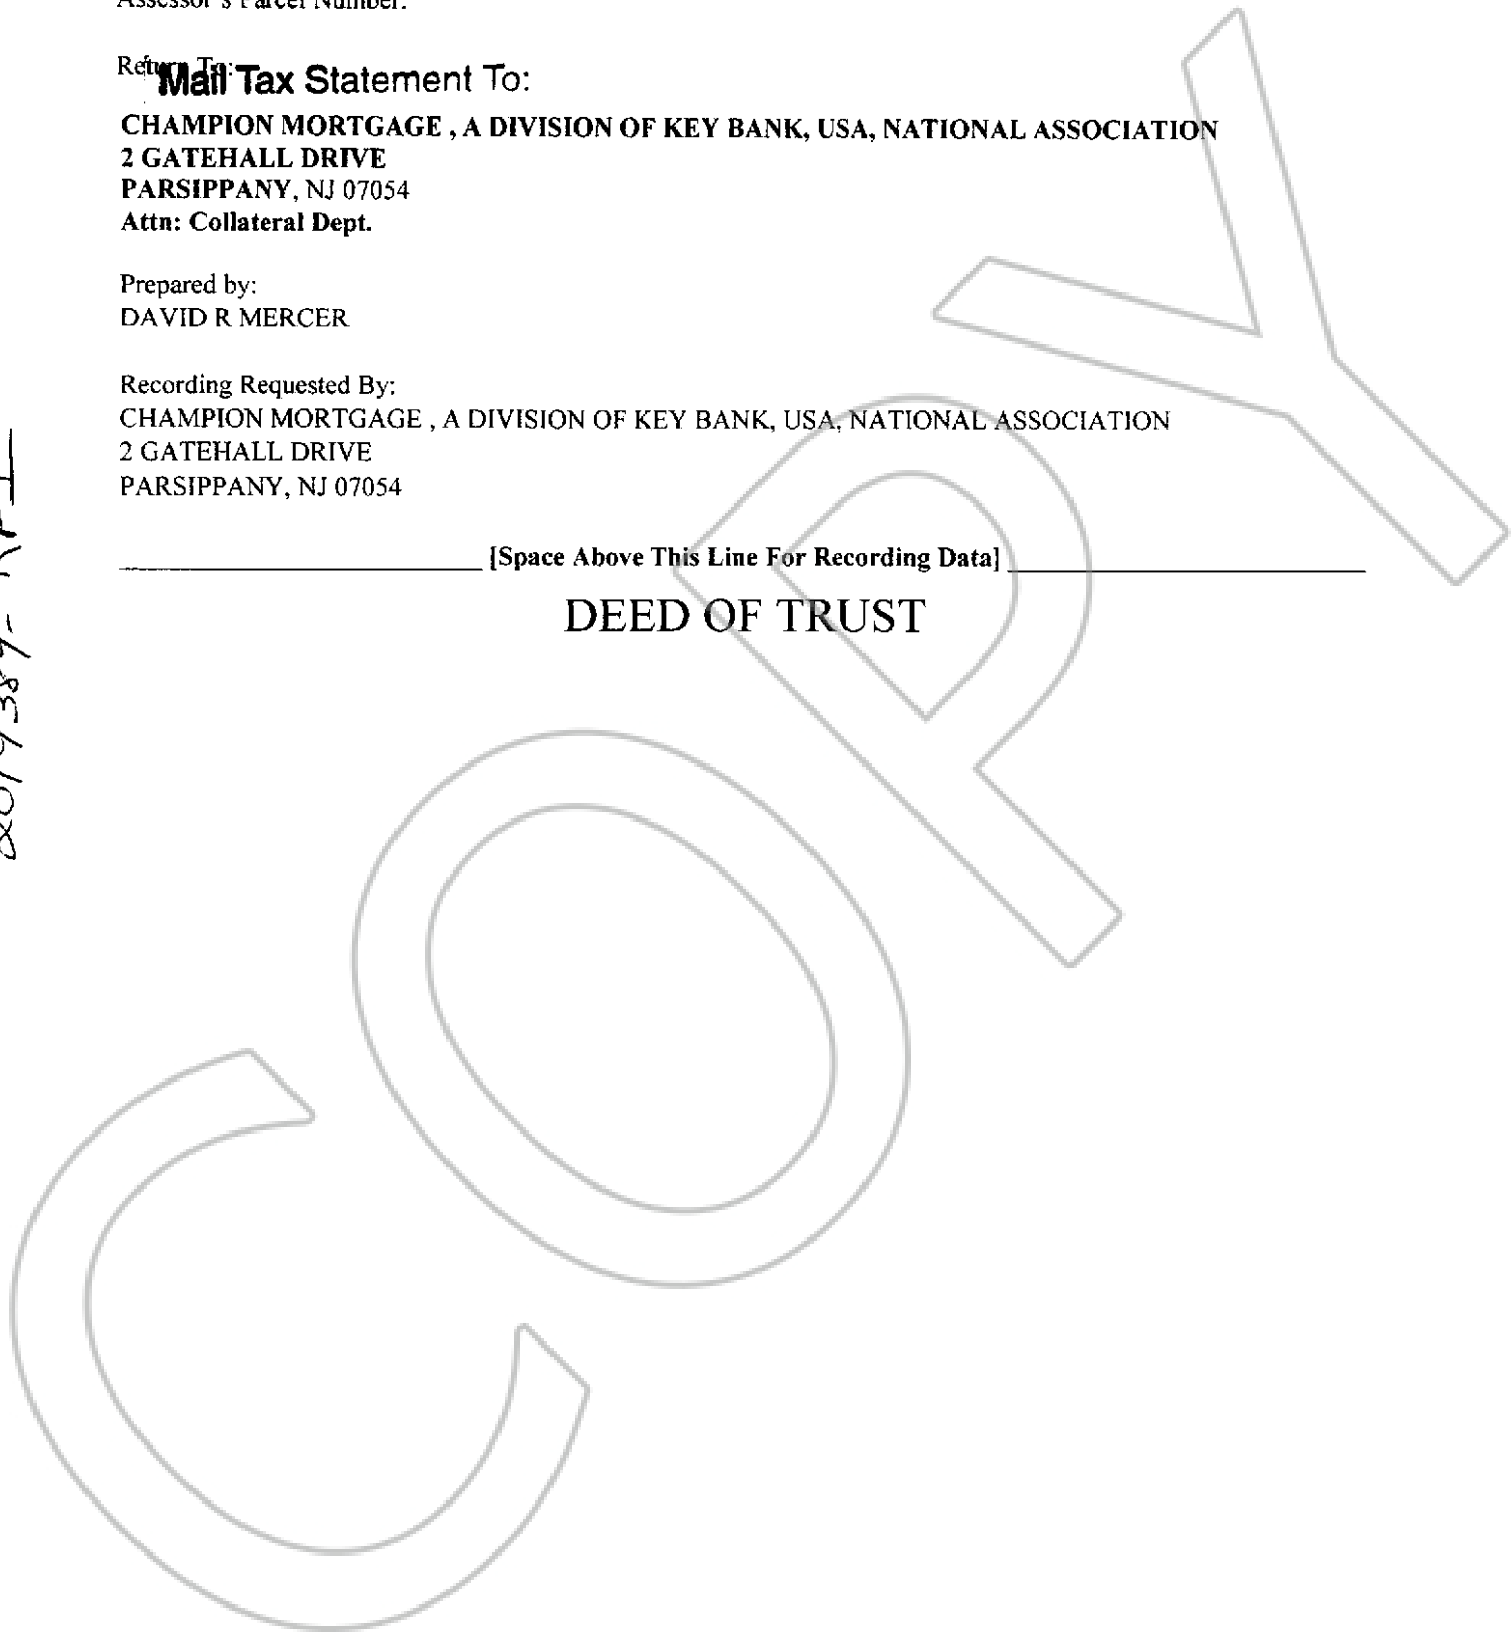 Assessor's Parcel Number:
Return To:
Mail Tax Statement To:
CHAMPION MORTGAGE , A DIVISION OF KEY BANK, USA, NATIONAL ASSOCIATION
2 GATEHALL DRIVE
PARSIPPANY, NJ 07054
Attn: Collateral Dept.
Prepared by:
DAVID R MERCER
Recording Requested By:
CHAMPION MORTGAGE , A DIVISION OF KEY BANK, USA, NATIONAL ASSOCIATION
2 GATEHALL DRIVE
PARSIPPANY, NJ 07054
[Space Above This Line For Recording Data]
DEED OF TRUST
COPY